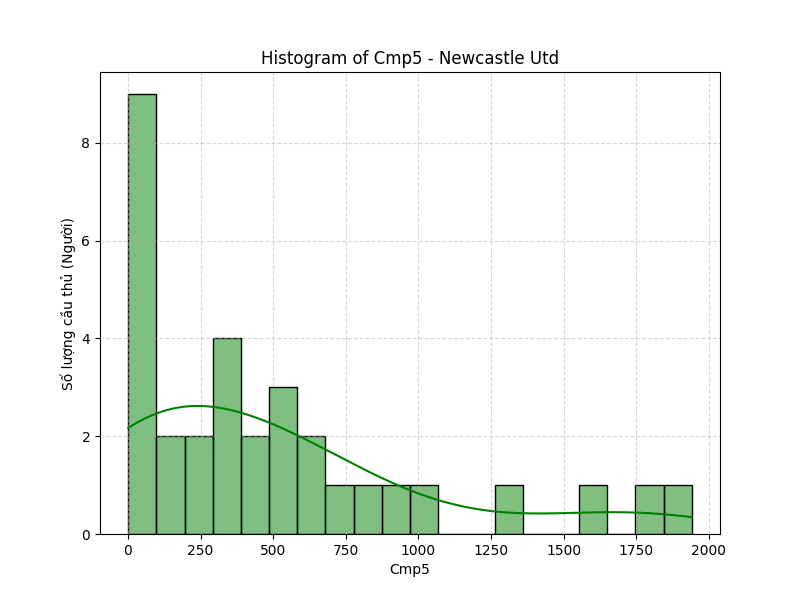 Histogram of Cmp5 - Newcastle Utd
Số lượng cầu thủ (Người)
8
6
4
2
0
0 250 500 750 1000 1250 1500 1750 2000
Cmp5